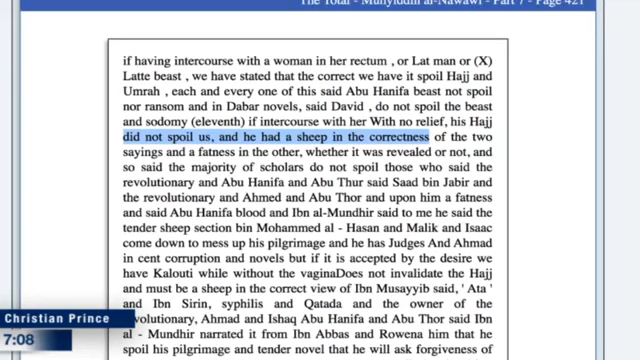 The Total - Muhyiddin al-Nawawi - Part 7 - Page 421
if having intercourse with a woman in her rectum , or Lat man or (X)
Latte beast , we have stated that the correct we have it spoil Hajj and
Umrah , each and every one of this said Abu Hanifa beast not spoil
nor ransom and in Dabar novels, said David , do not spoil the beast
and sodomy (eleventh) if intercourse with her With no relief, his Hajj
did not spoil us, and he had a sheep in the correctness of the two
sayings and a fatness in the other, whether it was revealed or not, and
so said the majority of scholars do not spoil those who said the
revolutionary and Abu Hanifa and Abu Thur said Saad bin Jabir and
the revolutionary and Ahmed and Abu Thor and upon him a fatness
and said Abu Hanifa blood and Ibn al-Mundhir said to me he said the
tender sheep section bin Mohammed al - Hasan and Malik and Isaac
come down to mess up his pilgrimage and he has Judges And Ahmad
in cent corruption and novels but if it is accepted by the desire we
have Kalouti while without the vaginaDoes not invalidate the Hajj
and must be a sheep in the correct view of Ibn Musayyib said, ' Ata '
and Ibn Sirin, syphilis and Qatada and the owner of the
volutionary, Ahmad and Ishaq Abu Hanifa and Abu Thor said Ibn
al - Mundhir narrated it from Ibn Abbas and Rowena him that he
spoil his pilgrimage and tender novel that he will ask forgiveness of
Christian Prince
7:08